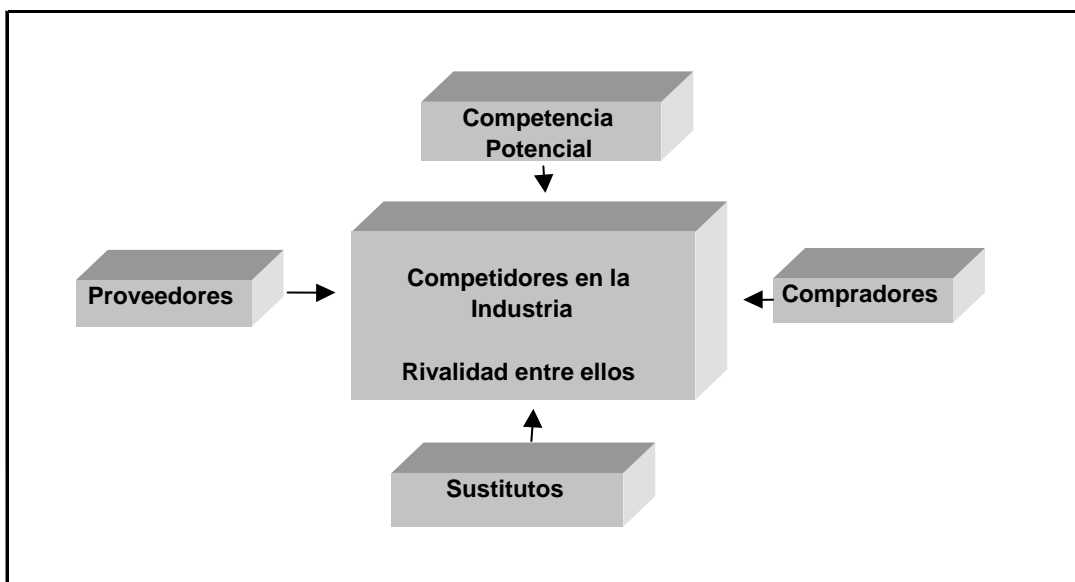 Competencia
Potencial
Proveedores
Competidores en la
Industria
Rivalidad entre ellos
Compradores
Sustitutos